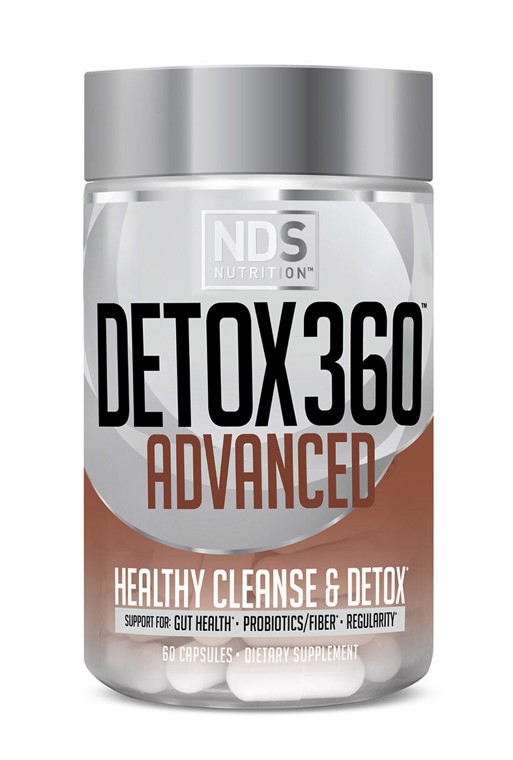 NDS
NUTRITION™
DETOX360™
ADVANCED
HEALTHY CLEANSE & DETOX*
SUPPORT FOR: GUT HEALTH* • PROBIOTICS/FIBER* • REGULARITY*
60 CAPSULES • DIETARY SUPPLEMENT